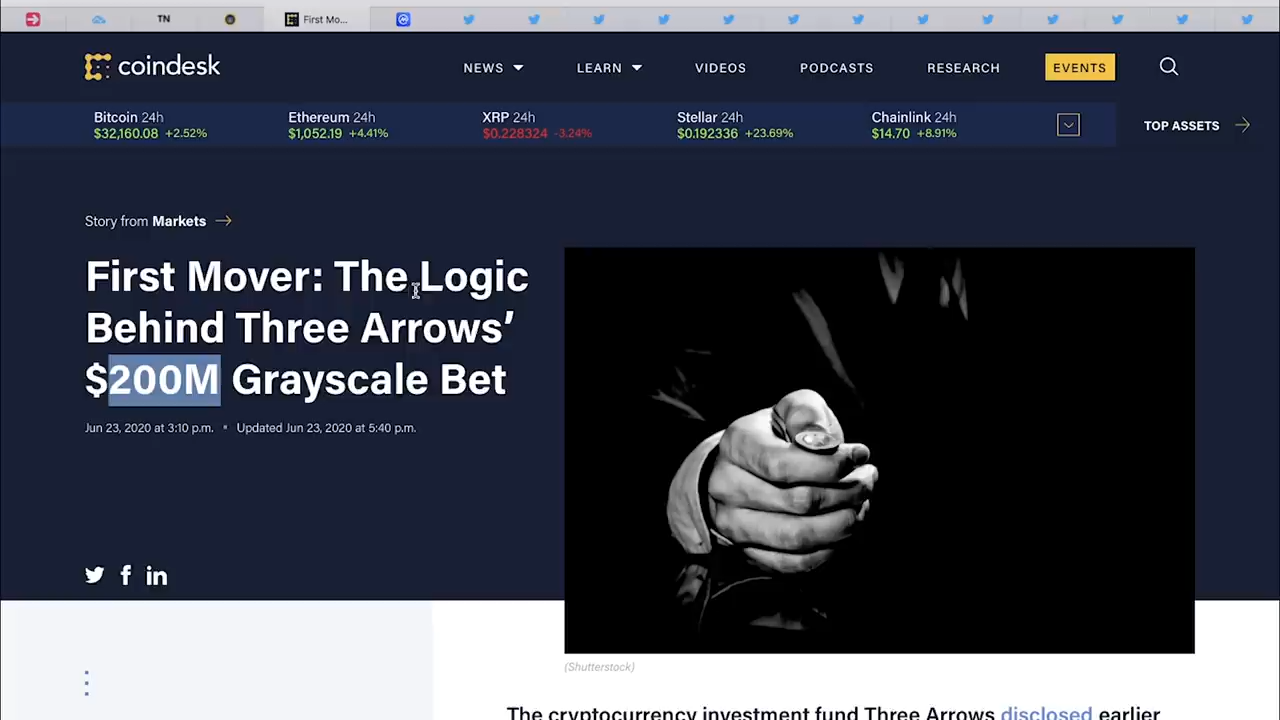 TN
First Mo...
coindesk
NEWS LEARN VIDEOS PODCASTS RESEARCH EVENTS
Bitcoin 24h Ethereum 24h XRP 24h Stellar 24h Chainlink 24h
$32,160.08 +2.52% $1,052.19 +4.41% $0.228324 -3.24% $0.192336 +23.69% $14.70 +8.91%
TOP ASSETS
Story from Markets
First Mover: The Logic
Behind Three Arrows’
$200M Grayscale Bet
Jun 23, 2020 at 3:10 p.m. Updated Jun 23, 2020 at 5:40 p.m.
(Shutterstock)
The cryptocurrency investment fund Three Arrows disclosed earlier